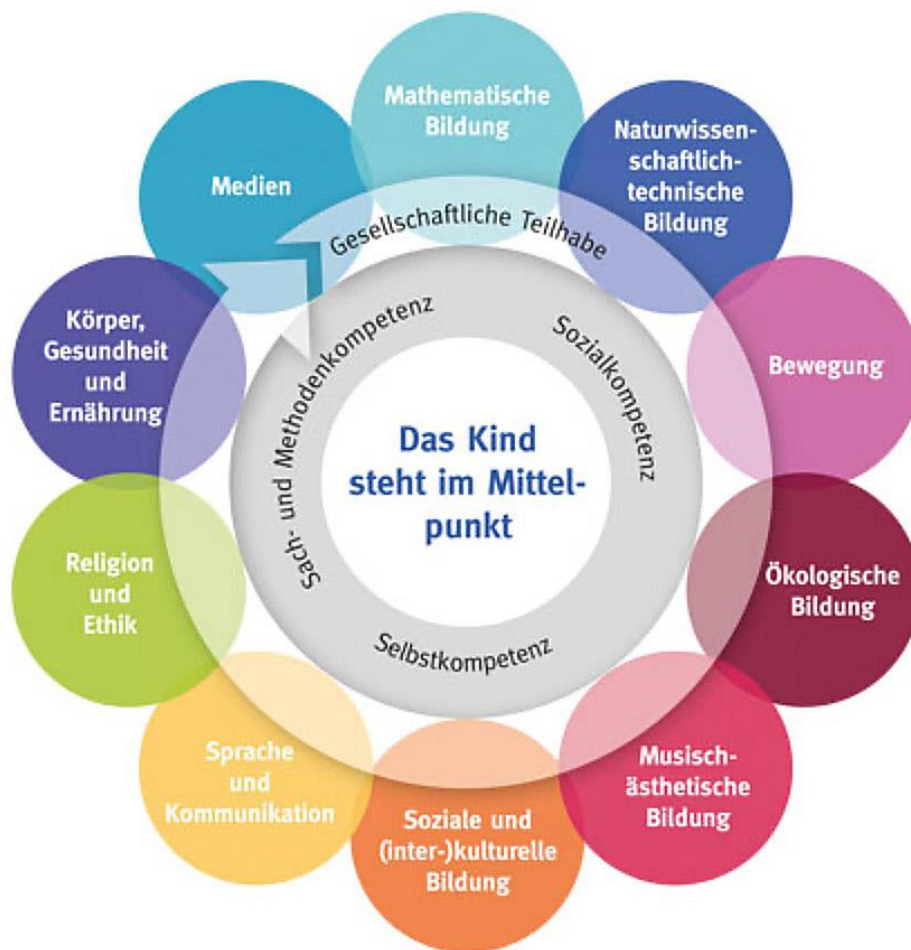 Mathematische
Bildung
Naturwissen-
schaftlich-
technische
Bildung
Medien
Gesellschaftliche Teilhabe
Körper,
Gesundheit
und
Ernährung
Sach- und Methodenkompetenz
Sozialkompetenz
Bewegung
Das Kind
steht im Mittel-
punkt
Religion
und
Ethik
Ökologische
Bildung
Selbstkompetenz
Sprache
und
Kommunikation
Soziale und
(inter-)kulturelle
Bildung
Musisch-
ästhetische
Bildung